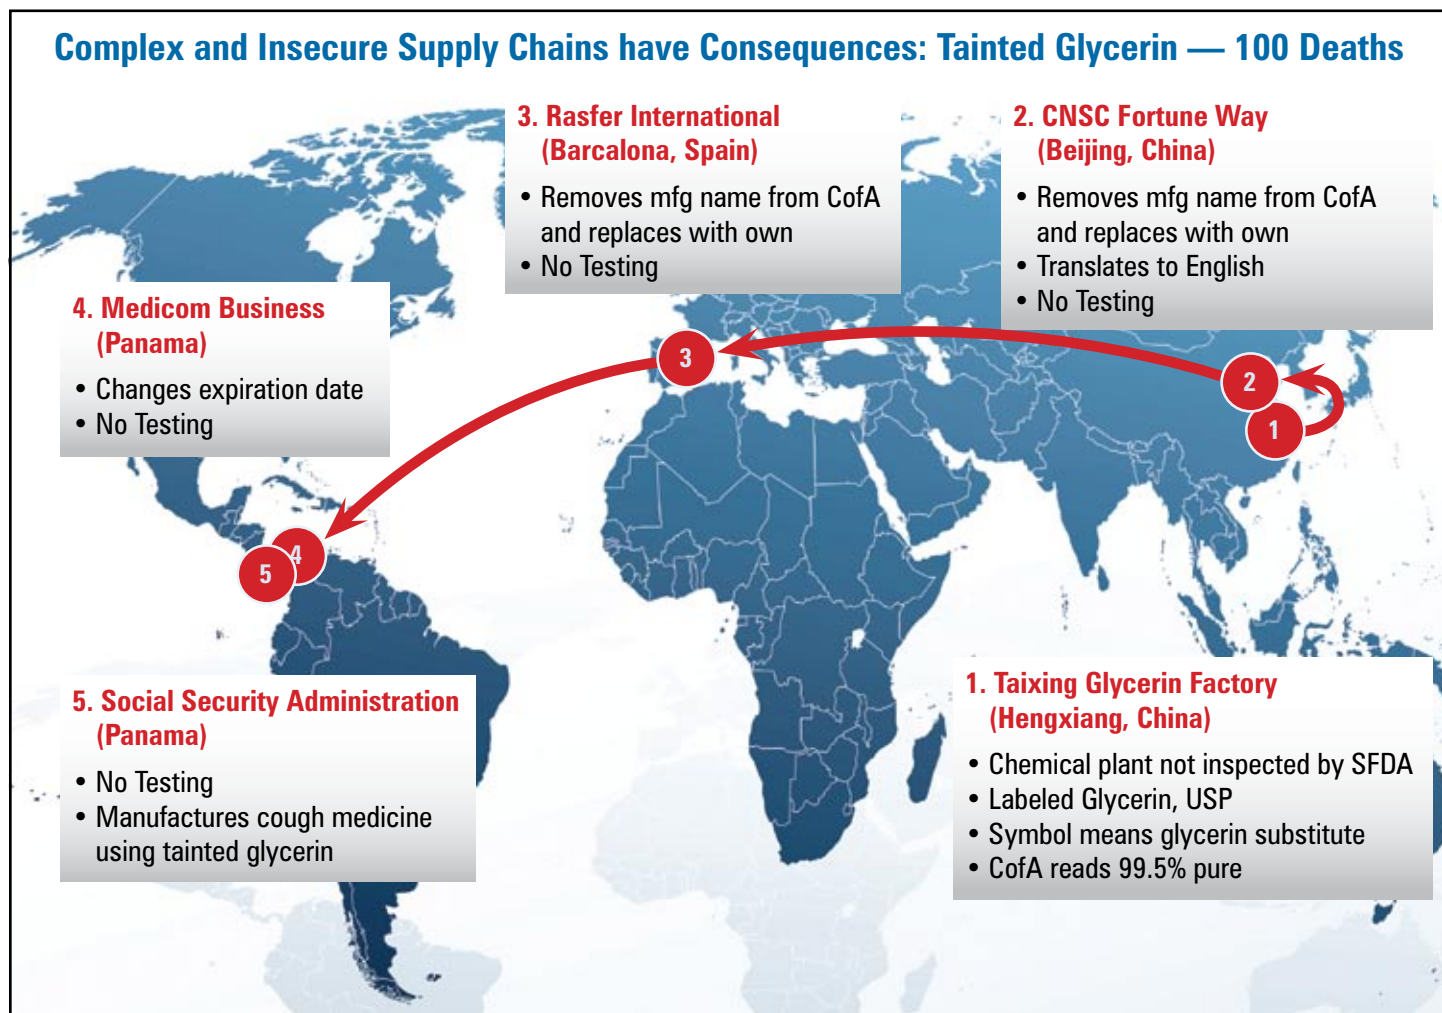 Complex and Insecure Supply Chains have Consequences: Tainted Glycerin — 100 Deaths
3. Rasfer International
(Barcalona, Spain)
• Removes mfg name from CofA
and replaces with own
• No Testing
2. CNSC Fortune Way
(Beijing, China)
• Removes mfg name from CofA
and replaces with own
• Translates to English
• No Testing
4. Medicom Business
(Panama)
• Changes expiration date
• No Testing
3
2
1
4
5
5. Social Security Administration
(Panama)
• No Testing
• Manufactures cough medicine
using tainted glycerin
1. Taixing Glycerin Factory
(Hengxiang, China)
• Chemical plant not inspected by SFDA
• Labeled Glycerin, USP
• Symbol means glycerin substitute
• CofA reads 99.5% pure